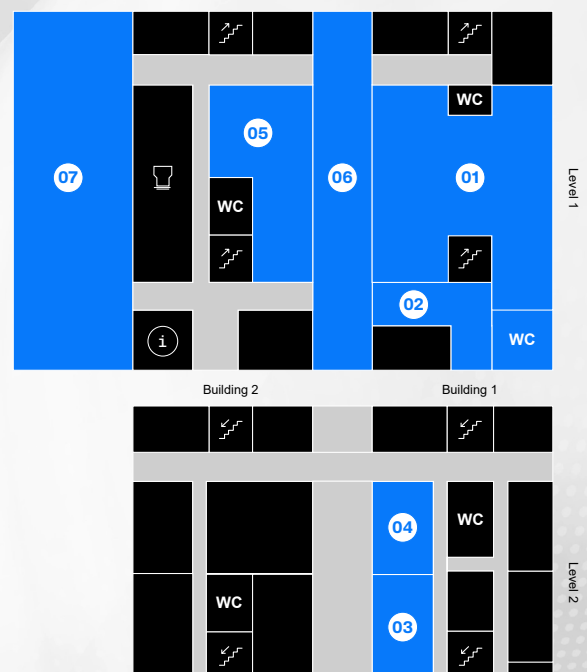 WC
05
07
06
01
Level 1
WC
02
i
WC
Building 2
Building 1
04
WC
Level 2
WC
03